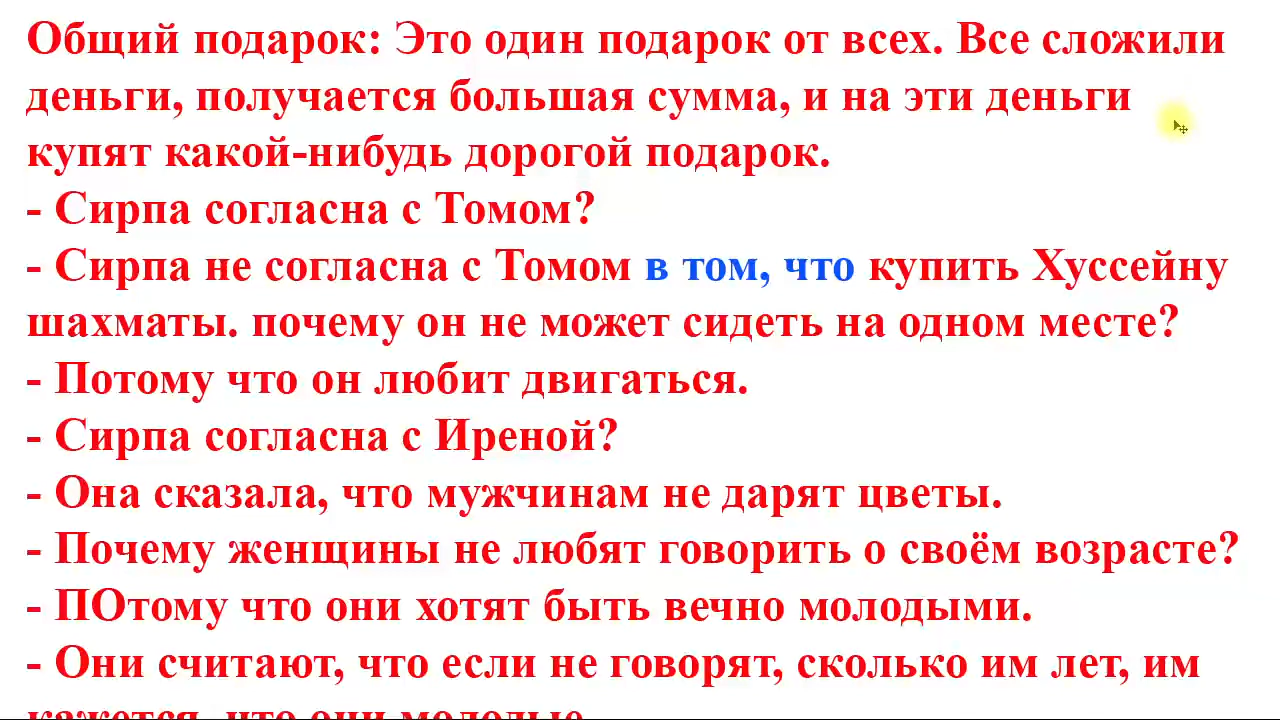 Общий подарок: Это один подарок от всех. Все сложили
деньги, получается большая сумма, и на эти деньги
купят какой-нибудь дорогой подарок.
- Сирпа согласна с Томом?
- Сирпа не согласна с Томом в том, что купить Хуссейну
шахматы. почему он не может сидеть на одном месте?
- Потому что он любит двигаться.
- Сирпа согласна с Иреной?
- Она сказала, что мужчинам не дарят цветы.
- Почему женщины не любят говорить о своём возрасте?
- ПОтому что они хотят быть вечно молодыми.
- Они считают, что если не говорят, сколько им лет, им
кажется, что они молодые